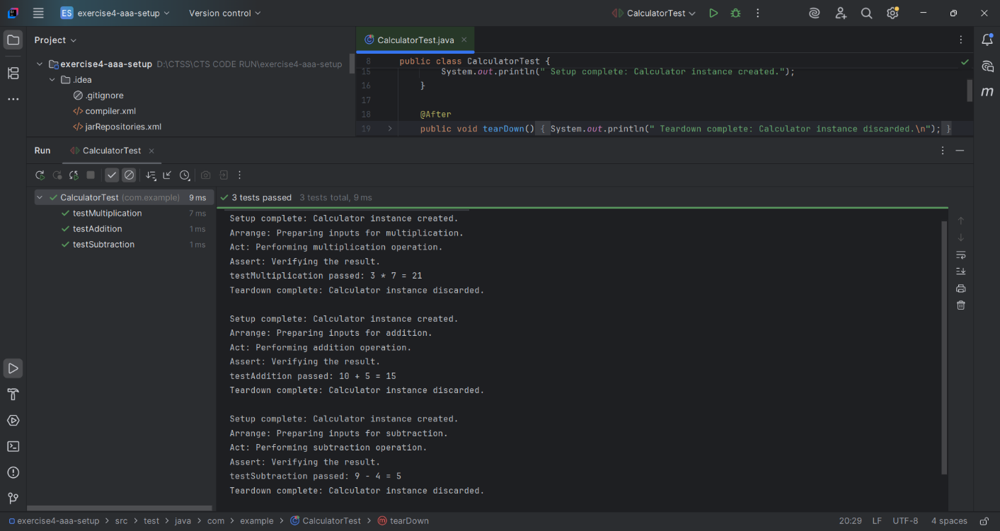 ES exercise4-aaa-setup Version control CalculatorTest
Project
exercise4-aaa-setup D:\CTSS\CTS CODE RUN\exercise4-aaa-setup
.idea
.gitignore
compiler.xml
jarRepositories.xml
CalculatorTest.java
8 public class CalculatorTest {
15 System.out.println(" Setup complete: Calculator instance created.");
16 }
17
18 @After
19 public void tearDown() { System.out.println(" Teardown complete: Calculator instance discarded.\n"); }
Run CalculatorTest
CalculatorTest (com.example) 9 ms
testMultiplication 7 ms
testAddition 1 ms
testSubtraction 1 ms
3 tests passed 3 tests total, 9 ms
Setup complete: Calculator instance created.
Arrange: Preparing inputs for multiplication.
Act: Performing multiplication operation.
Assert: Verifying the result.
testMultiplication passed: 3 * 7 = 21
Teardown complete: Calculator instance discarded.
Setup complete: Calculator instance created.
Arrange: Preparing inputs for addition.
Act: Performing addition operation.
Assert: Verifying the result.
testAddition passed: 10 + 5 = 15
Teardown complete: Calculator instance discarded.
Setup complete: Calculator instance created.
Arrange: Preparing inputs for subtraction.
Act: Performing subtraction operation.
Assert: Verifying the result.
testSubtraction passed: 9 - 4 = 5
Teardown complete: Calculator instance discarded.
m
exercise4-aaa-setup > src > test > java > com > example > CalculatorTest > tearDown 20:29 LF UTF-8 4 spaces